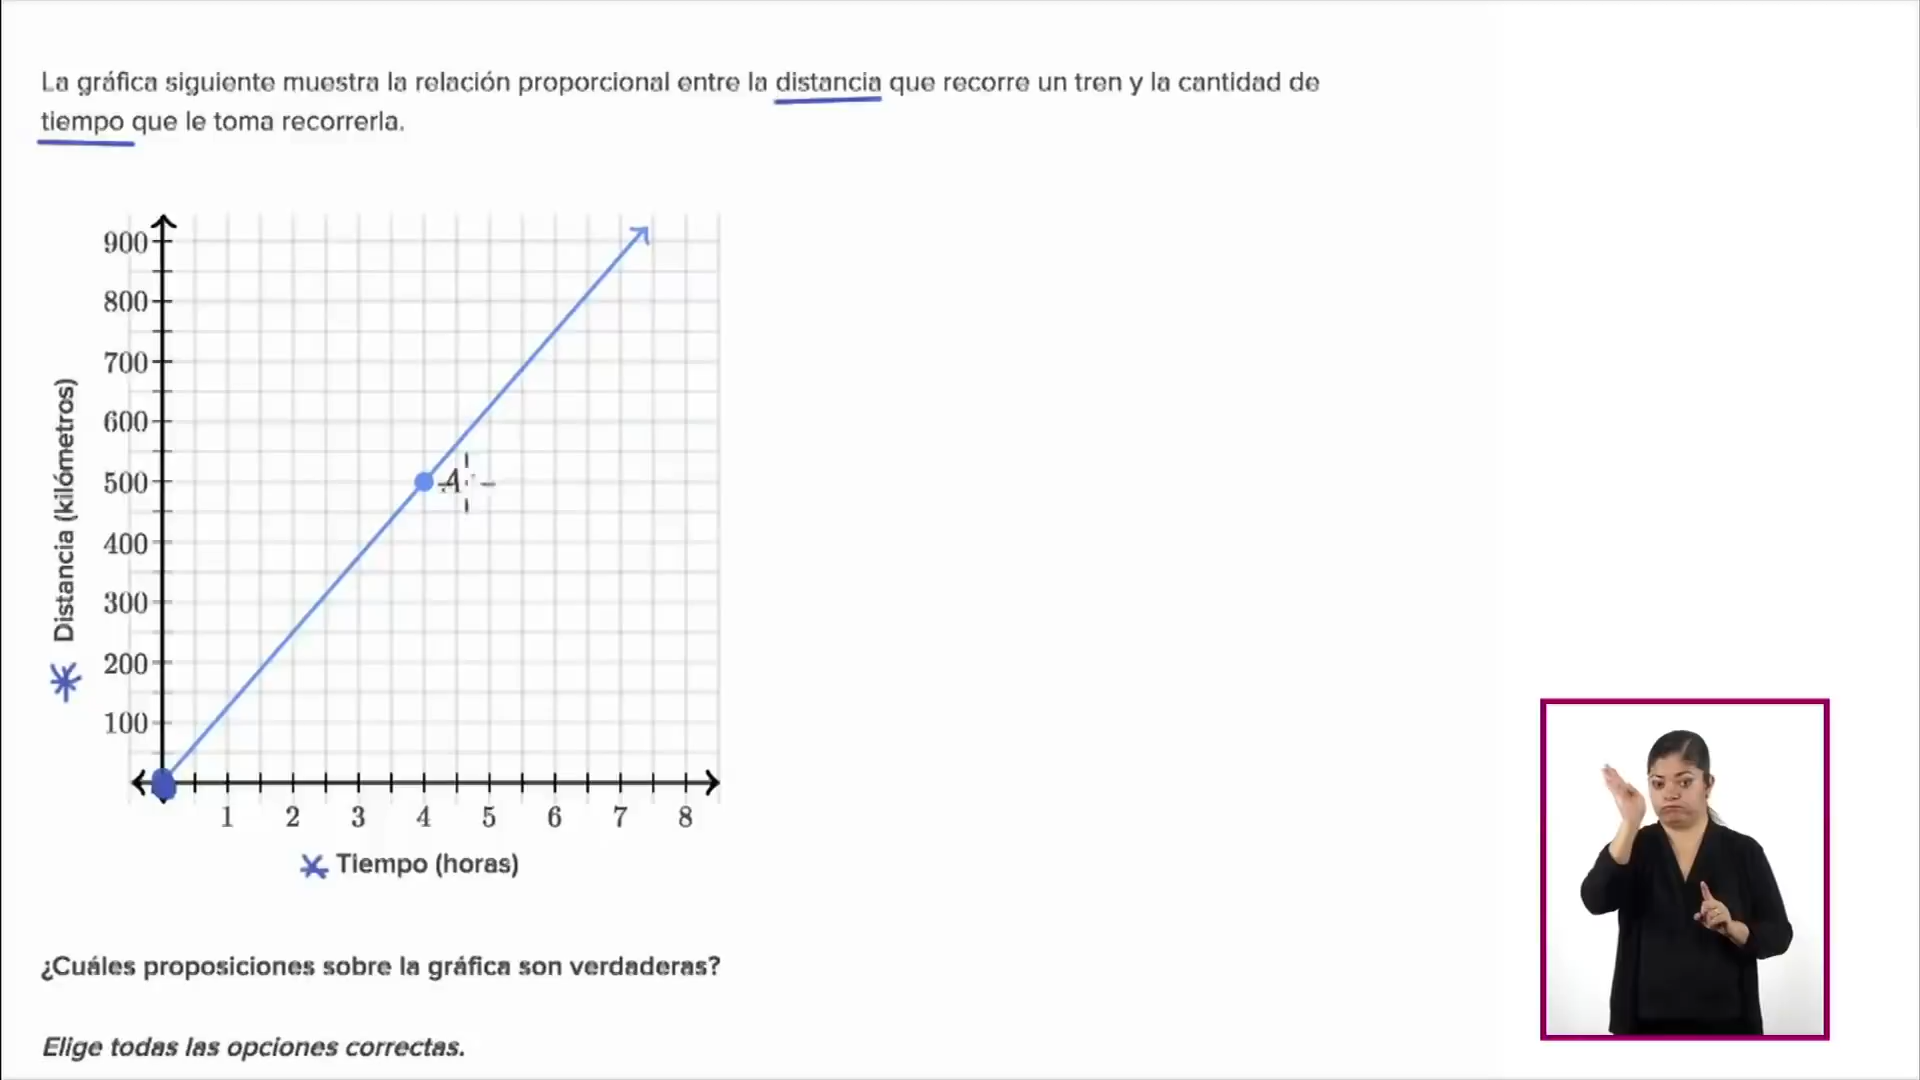 La gráfica siguiente muestra la relación proporcional entre la distancia que recorre un tren y la cantidad de
tiempo que le toma recorrerla.
900
800
700
600
500
400
300
200
100
Distancia (kilómetros)
A
1 2 3 4 5 6 7 8
Tiempo (horas)
¿Cuáles proposiciones sobre la gráfica son verdaderas?
Elige todas las opciones correctas.